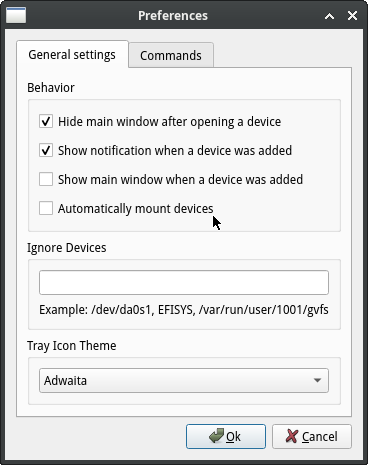 Preferences
General settings
Commands
Behavior
Hide main window after opening a device
Show notification when a device was added
Show main window when a device was added
Automatically mount devices
Ignore Devices
Example: /dev/da0s1, EFISYS, /var/run/user/1001/gvfs
Tray Icon Theme
Adwaita
Ok
Cancel